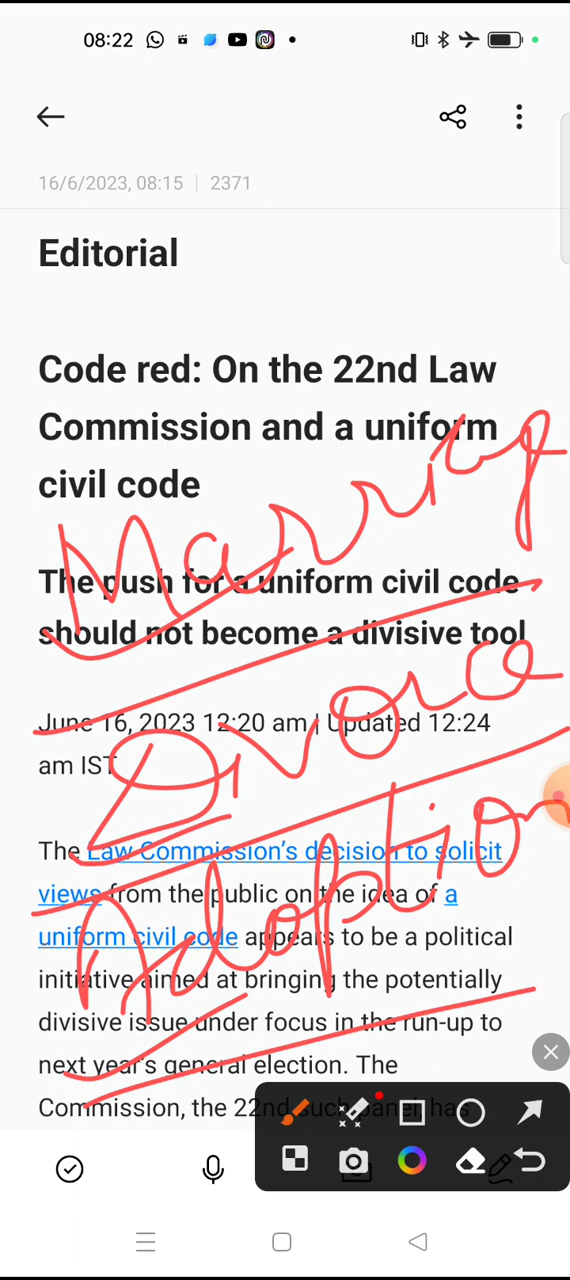 08:22
16/6/2023, 08:15 | 2371
Editorial
Code red: On the 22nd Law
Commission and a uniform
civil code
Marriage
The push for a uniform civil code
should not become a divisive tool
Divorce
June 16, 2023 12:20 am | Updated 12:24
am IST
The Law Commission's decision to solicit
views from the public on the idea of a
Adoption
uniform civil code appears to be a political
initiative aimed at bringing the potentially
divisive issue under focus in the run-up to
next year's general election. The
Commission, the 22nd such panel, has